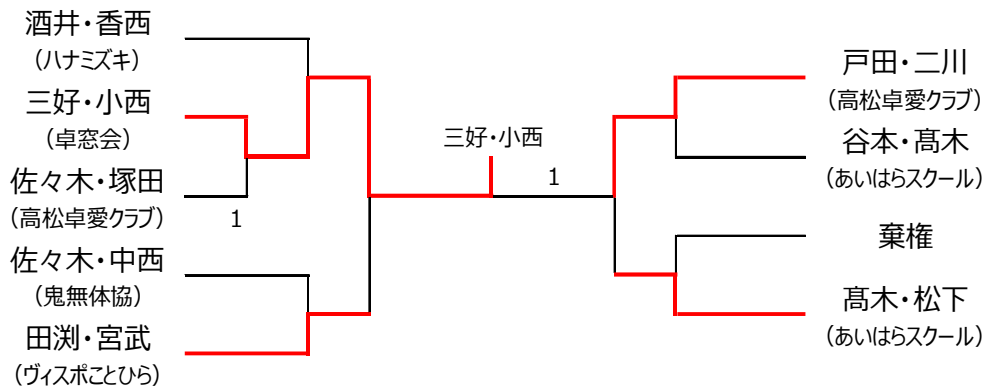 酒井・香西
（ハナミズキ）
三好・小西
（卓窓会）
佐々木・塚田
（高松卓愛クラブ）
1
佐々木・中西
（鬼無体協）
田渕・宮武
（ヴィスポことひら）
三好・小西
1
戸田・二川
（高松卓愛クラブ）
谷本・髙木
（あいはらスクール）
棄権
髙木・松下
（あいはらスクール）